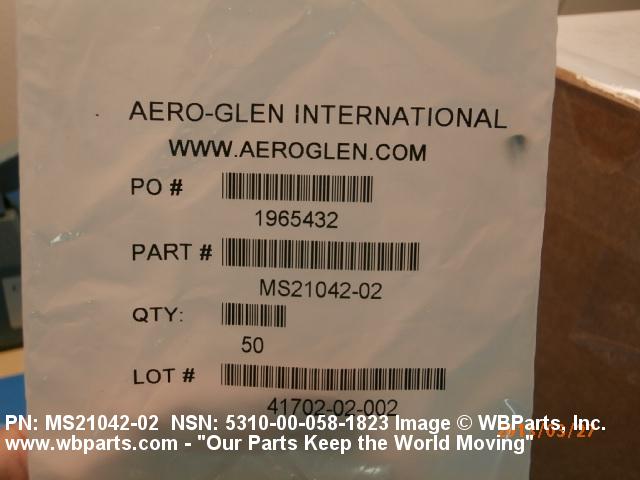 AERO-GLEN INTERNATIONAL
WWW.AEROGLEN.COM
PO #
1965432
PART #
MS21042-02
QTY:
50
LOT #
41702-02-002
PN: MS21042-02 NSN: 5310-00-058-1823 Image © WBParts, Inc.
www.wbparts.com - "Our Parts Keep the World Moving"